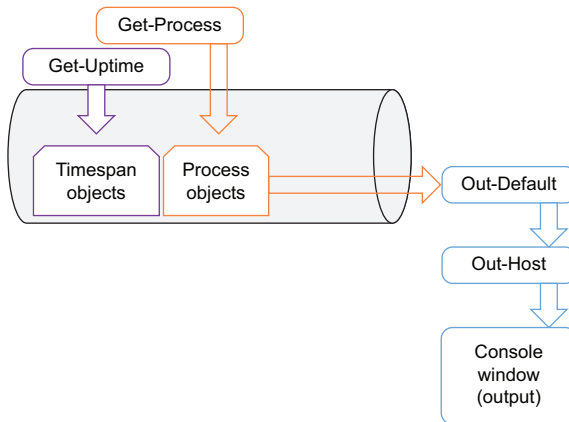 Get-Process
Get-Uptime
Timespan
objects
Process
objects
Out-Default
Out-Host
Console
window
(output)